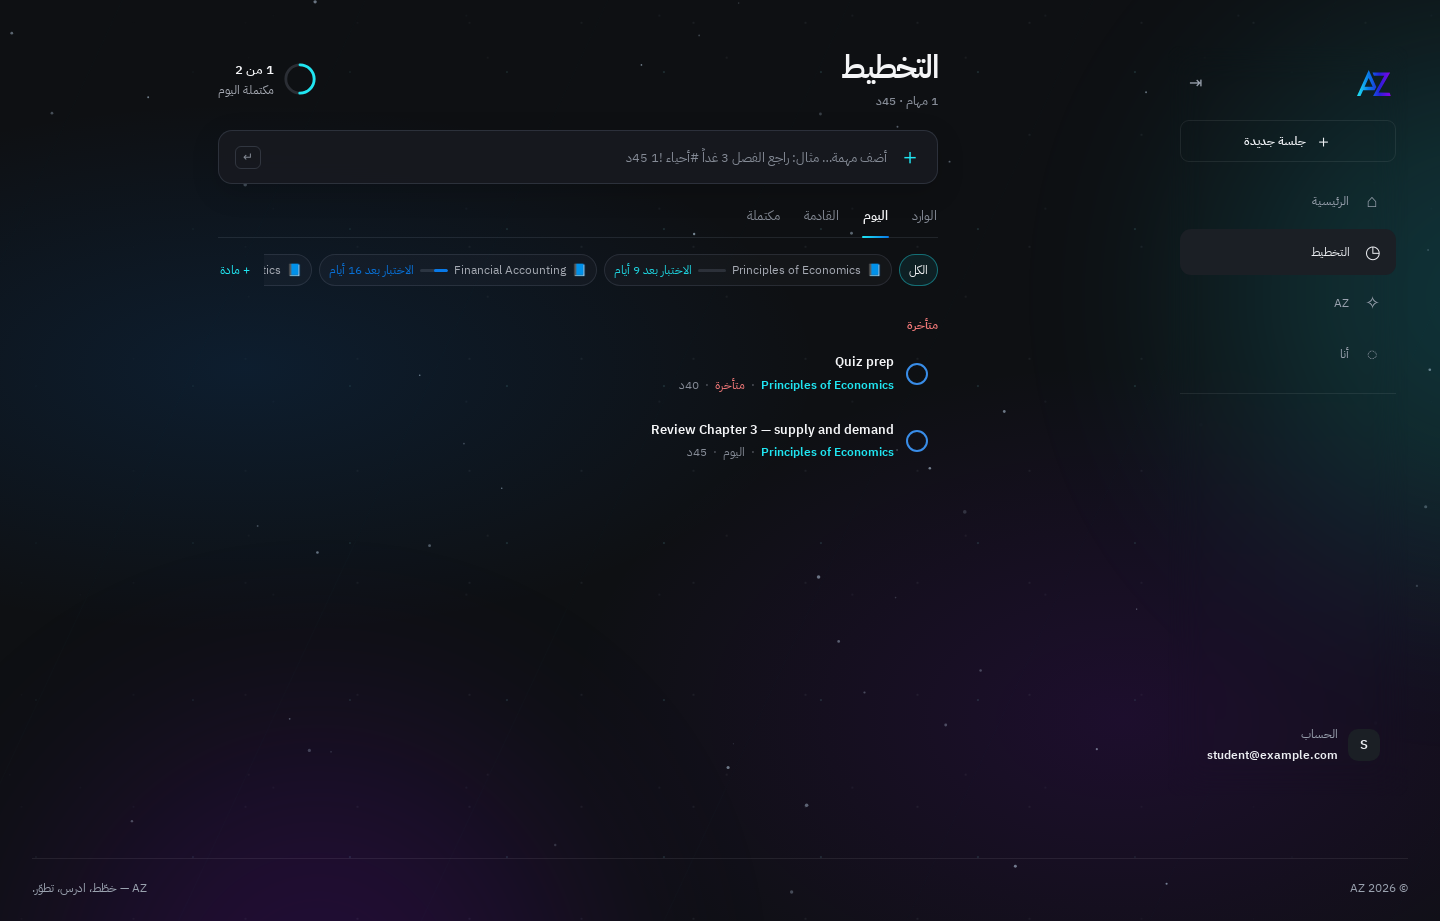 AZ
+ جلسة جديدة
الرئيسية
التخطيط
AZ
أنا
الحساب
S
student@example.com
التخطيط
1 مهام · 45د
1 من 2
مكتملة اليوم
+ أضف مهمة... مثال: راجع الفصل 3 غداً #أحياء !1 45د
الوارد اليوم القادمة مكتملة
الكل
Principles of Economics الاختبار بعد 9 أيام
Financial Accounting الاختبار بعد 16 أيام
tics
+ مادة
متأخرة
Quiz prep
Principles of Economics · متأخرة · 40د
Review Chapter 3 — supply and demand
Principles of Economics · اليوم · 45د
© 2026 AZ
AZ — خطّط، ادرس، تطوّر.